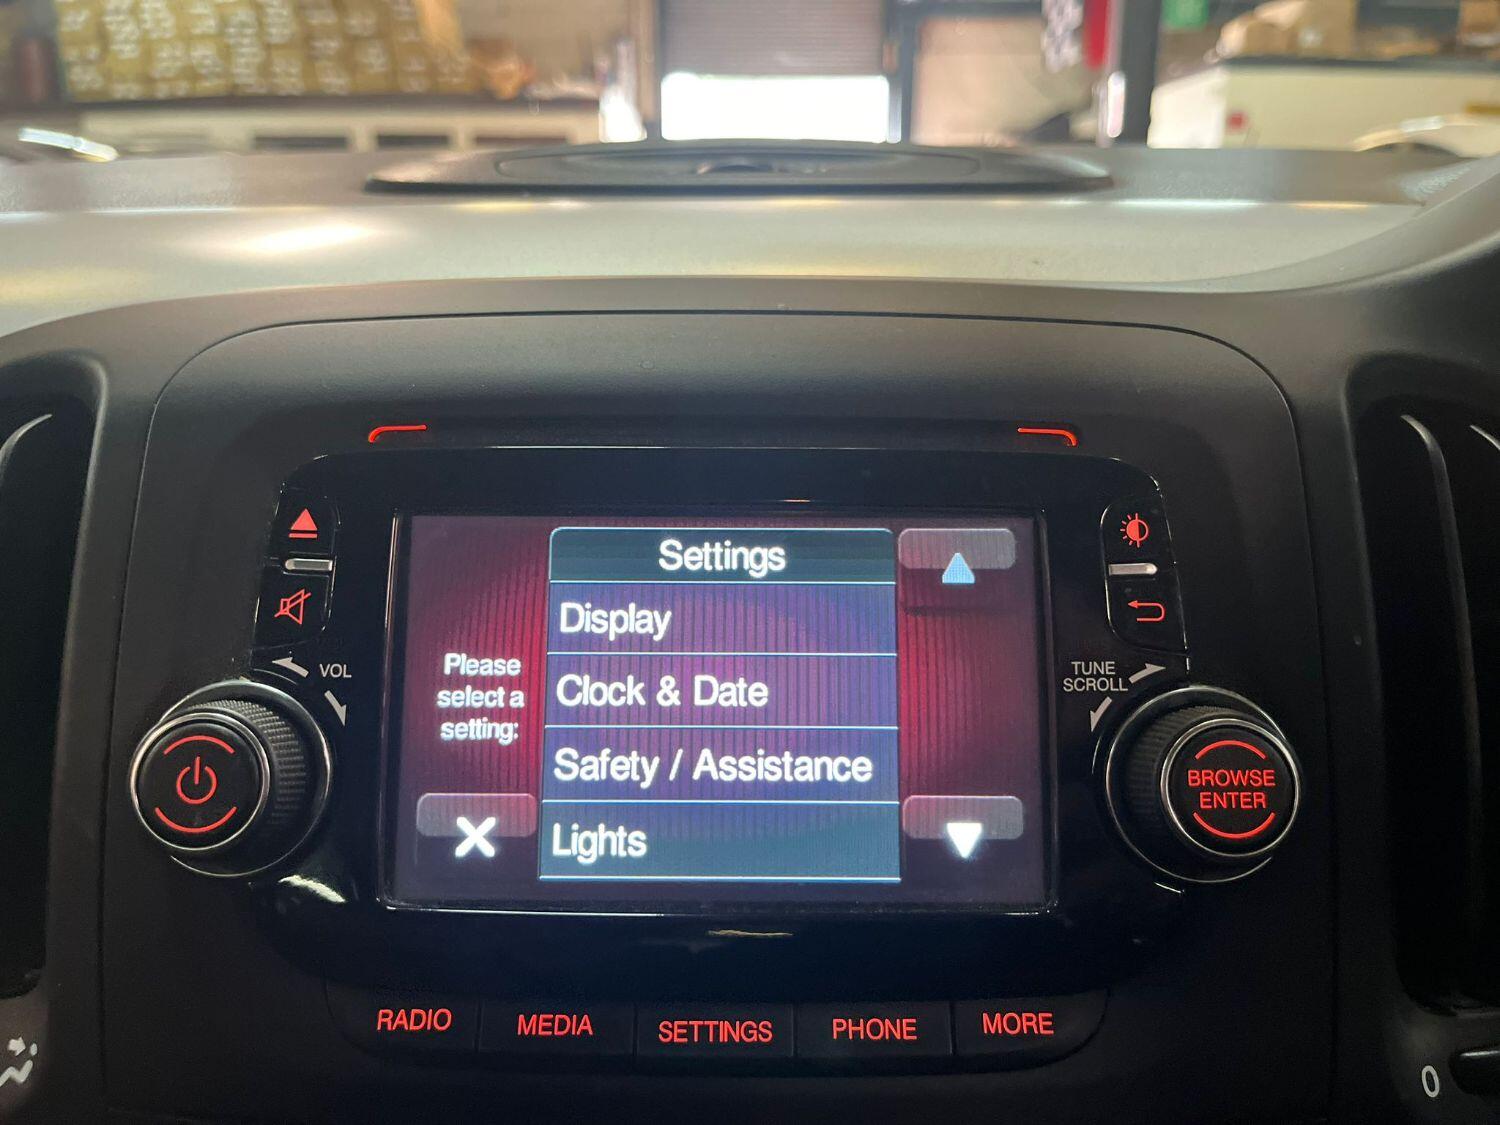 Settings
Display
Clock & Date
Safety / Assistance
Lights
Please
select a
setting:
VOL
TUNE
SCROLL
BROWSE
ENTER
RADIO
MEDIA
SETTINGS
PHONE
MORE
0